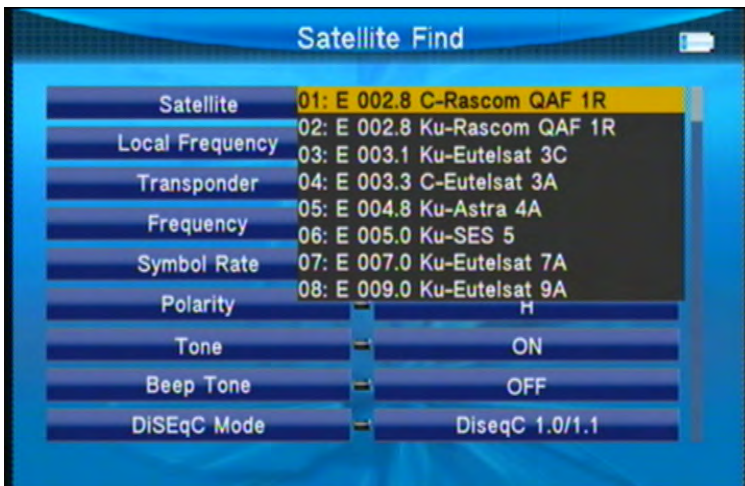 Satellite Find
Satellite
01: E 002.8 C-Rascom QAF 1R
02: E 002.8 Ku-Rascom QAF 1R
Local Frequency
03: E 003.1 Ku-Eutelsat 3C
Transponder
04: E 003.3 C-Eutelsat 3A
05: E 004.8 Ku-Astra 4A
Frequency
06: E 005.0 Ku-SES 5
Symbol Rate
07: E 007.0 Ku-Eutelsat 7A
08: E 009.0 Ku-Eutelsat 9A
Polarity
H
Tone
ON
Beep Tone
OFF
DiSEqC Mode
DiseqC 1.0/1.1